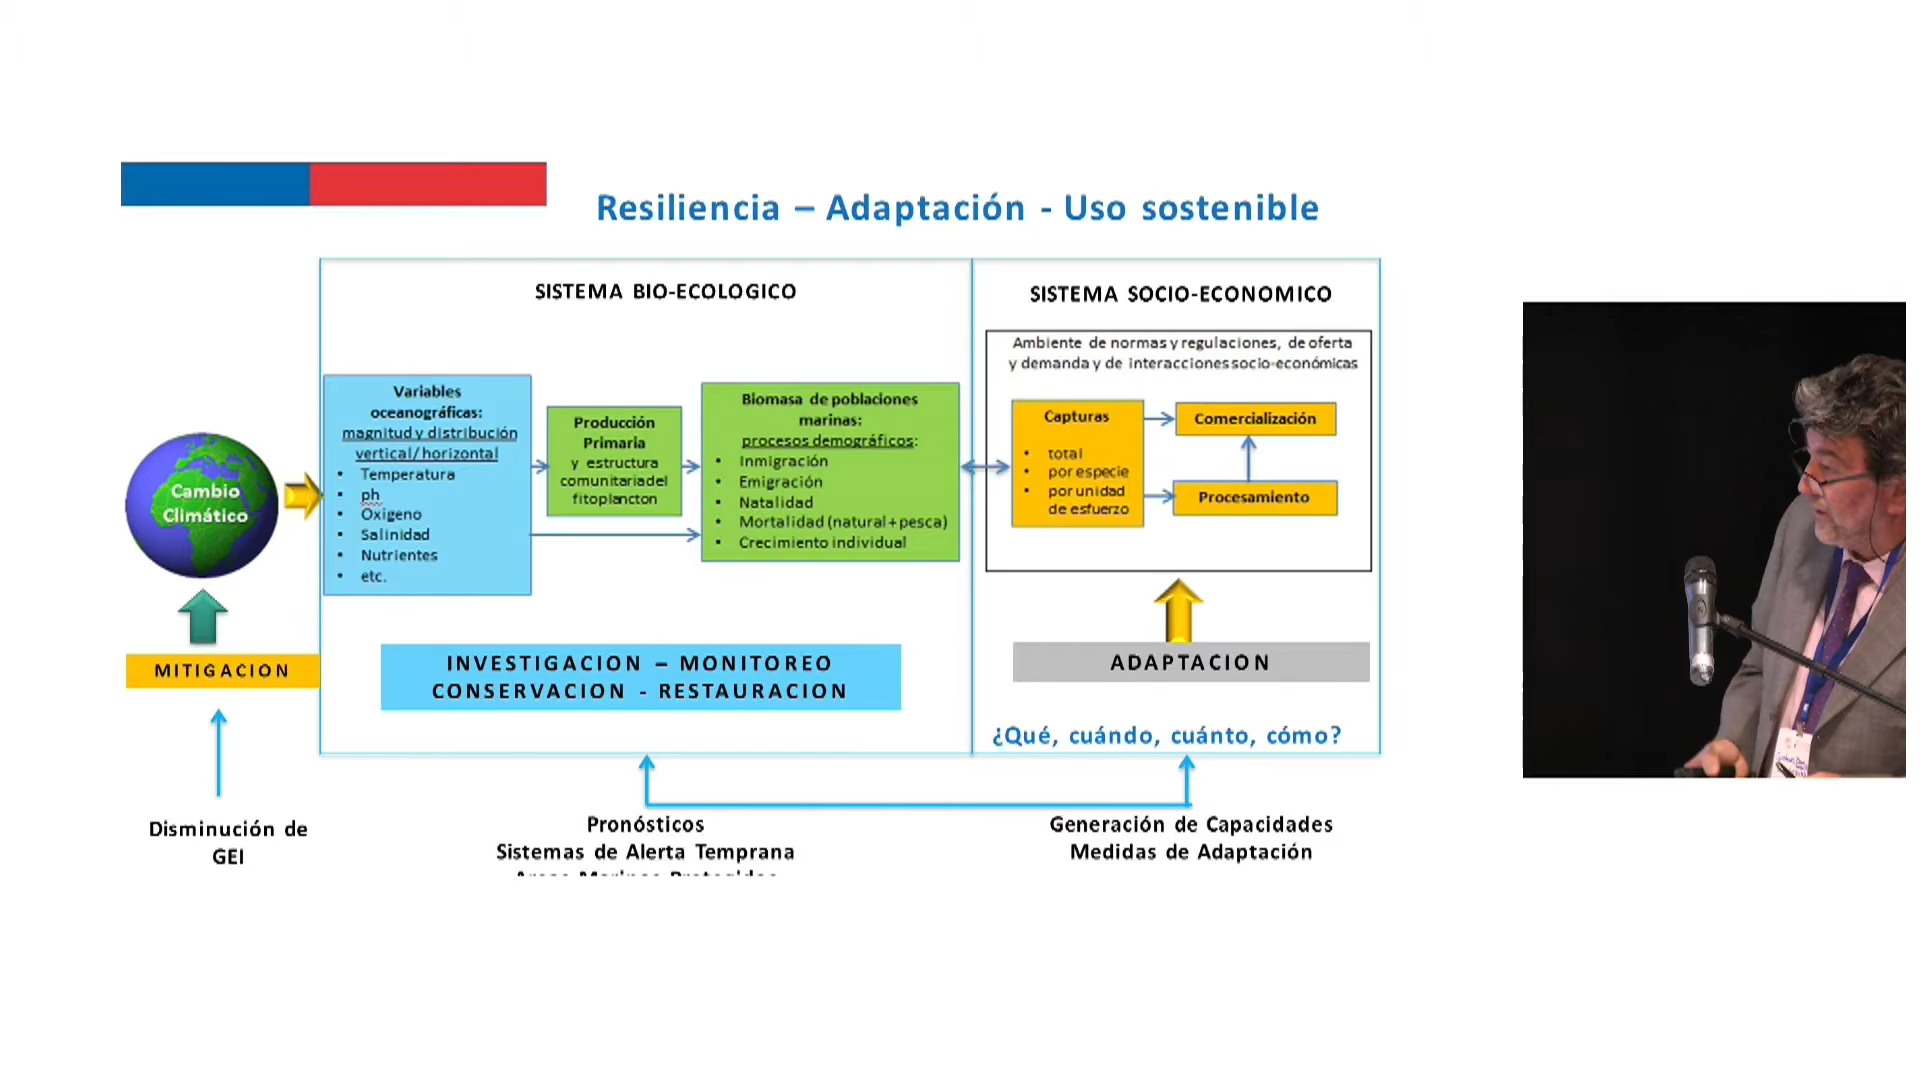 Resiliencia – Adaptación - Uso sostenible
SISTEMA BIO-ECOLOGICO
SISTEMA SOCIO-ECONOMICO
Cambio
Climático
Variables
oceanográficas:
magnitud y distribución
vertical/horizontal
• Temperatura
• ph
• Oxigeno
• Salinidad
• Nutrientes
• etc.
Producción
Primaria
y estructura
comunitaria del
fitoplancton
Biomasa de poblaciones
marinas:
procesos demográficos:
• Inmigración
• Emigración
• Natalidad
• Mortalidad (natural + pesca)
• Crecimiento individual
Ambiente de normas y regulaciones, de oferta
y demanda y de interacciones socio-económicas
Capturas
• total
• por especie
• por unidad
de esfuerzo
Comercialización
Procesamiento
MITIGACION
INVESTIGACION – MONITOREO
CONSERVACION - RESTAURACION
ADAPTACION
¿Qué, cuándo, cuánto, cómo?
Disminución de
GEI
Pronósticos
Sistemas de Alerta Temprana
Generación de Capacidades
Medidas de Adaptación